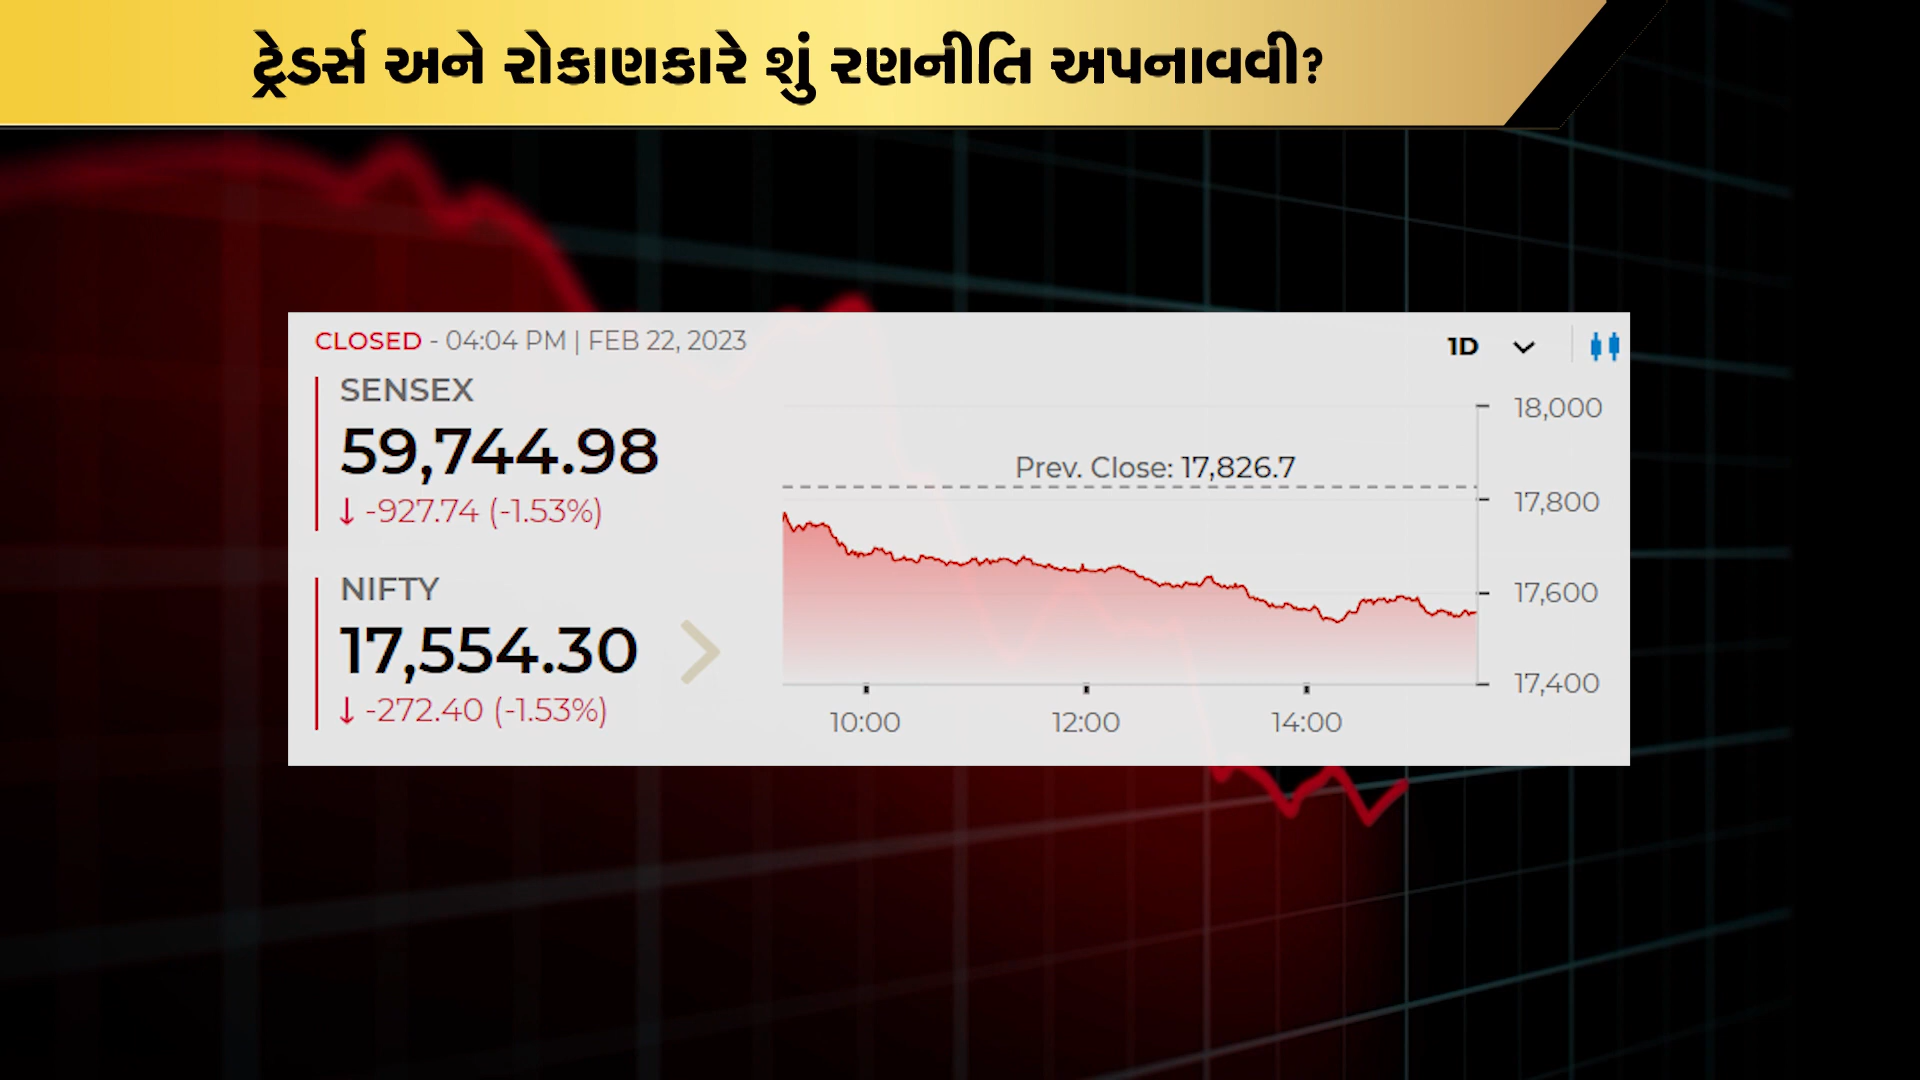 ટ્રેડર્સ અને રોકાણકારે શું રણનીતિ અપનાવવી?
CLOSED - 04:04 PM | FEB 22, 2023
1D
SENSEX
59,744.98
↓ -927.74 (-1.53%)
NIFTY
17,554.30
↓ -272.40 (-1.53%)
Prev. Close: 17,826.7
18,000
17,800
17,600
17,400
10:00 12:00 14:00